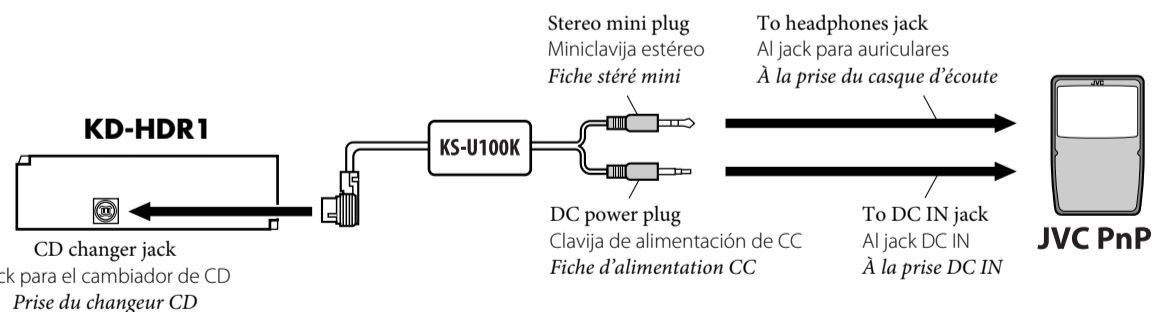 Stereo mini plug
Miniclavija estéreo
Fiche stéré mini
To headphones jack
Al jack para auriculares
À la prise du casque d'écoute
JVC
KD-HDR1
KS-U100K
DC power plug
Clavija de alimentación de CC
Fiche d'alimentation CC
To DC IN jack
Al jack DC IN
À la prise DC IN
JVC PnP
CD changer jack
ck para el cambiador de CD
Prise du changeur CD